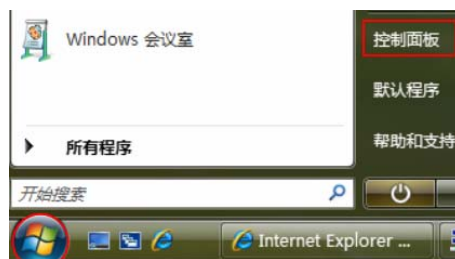 Windows 会议室
控制面板
默认程序
所有程序
帮助和支持
开始搜索
Internet Explorer ...